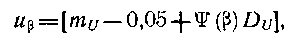 u_β = [m_U − 0,05 + Ψ (β) D_U],